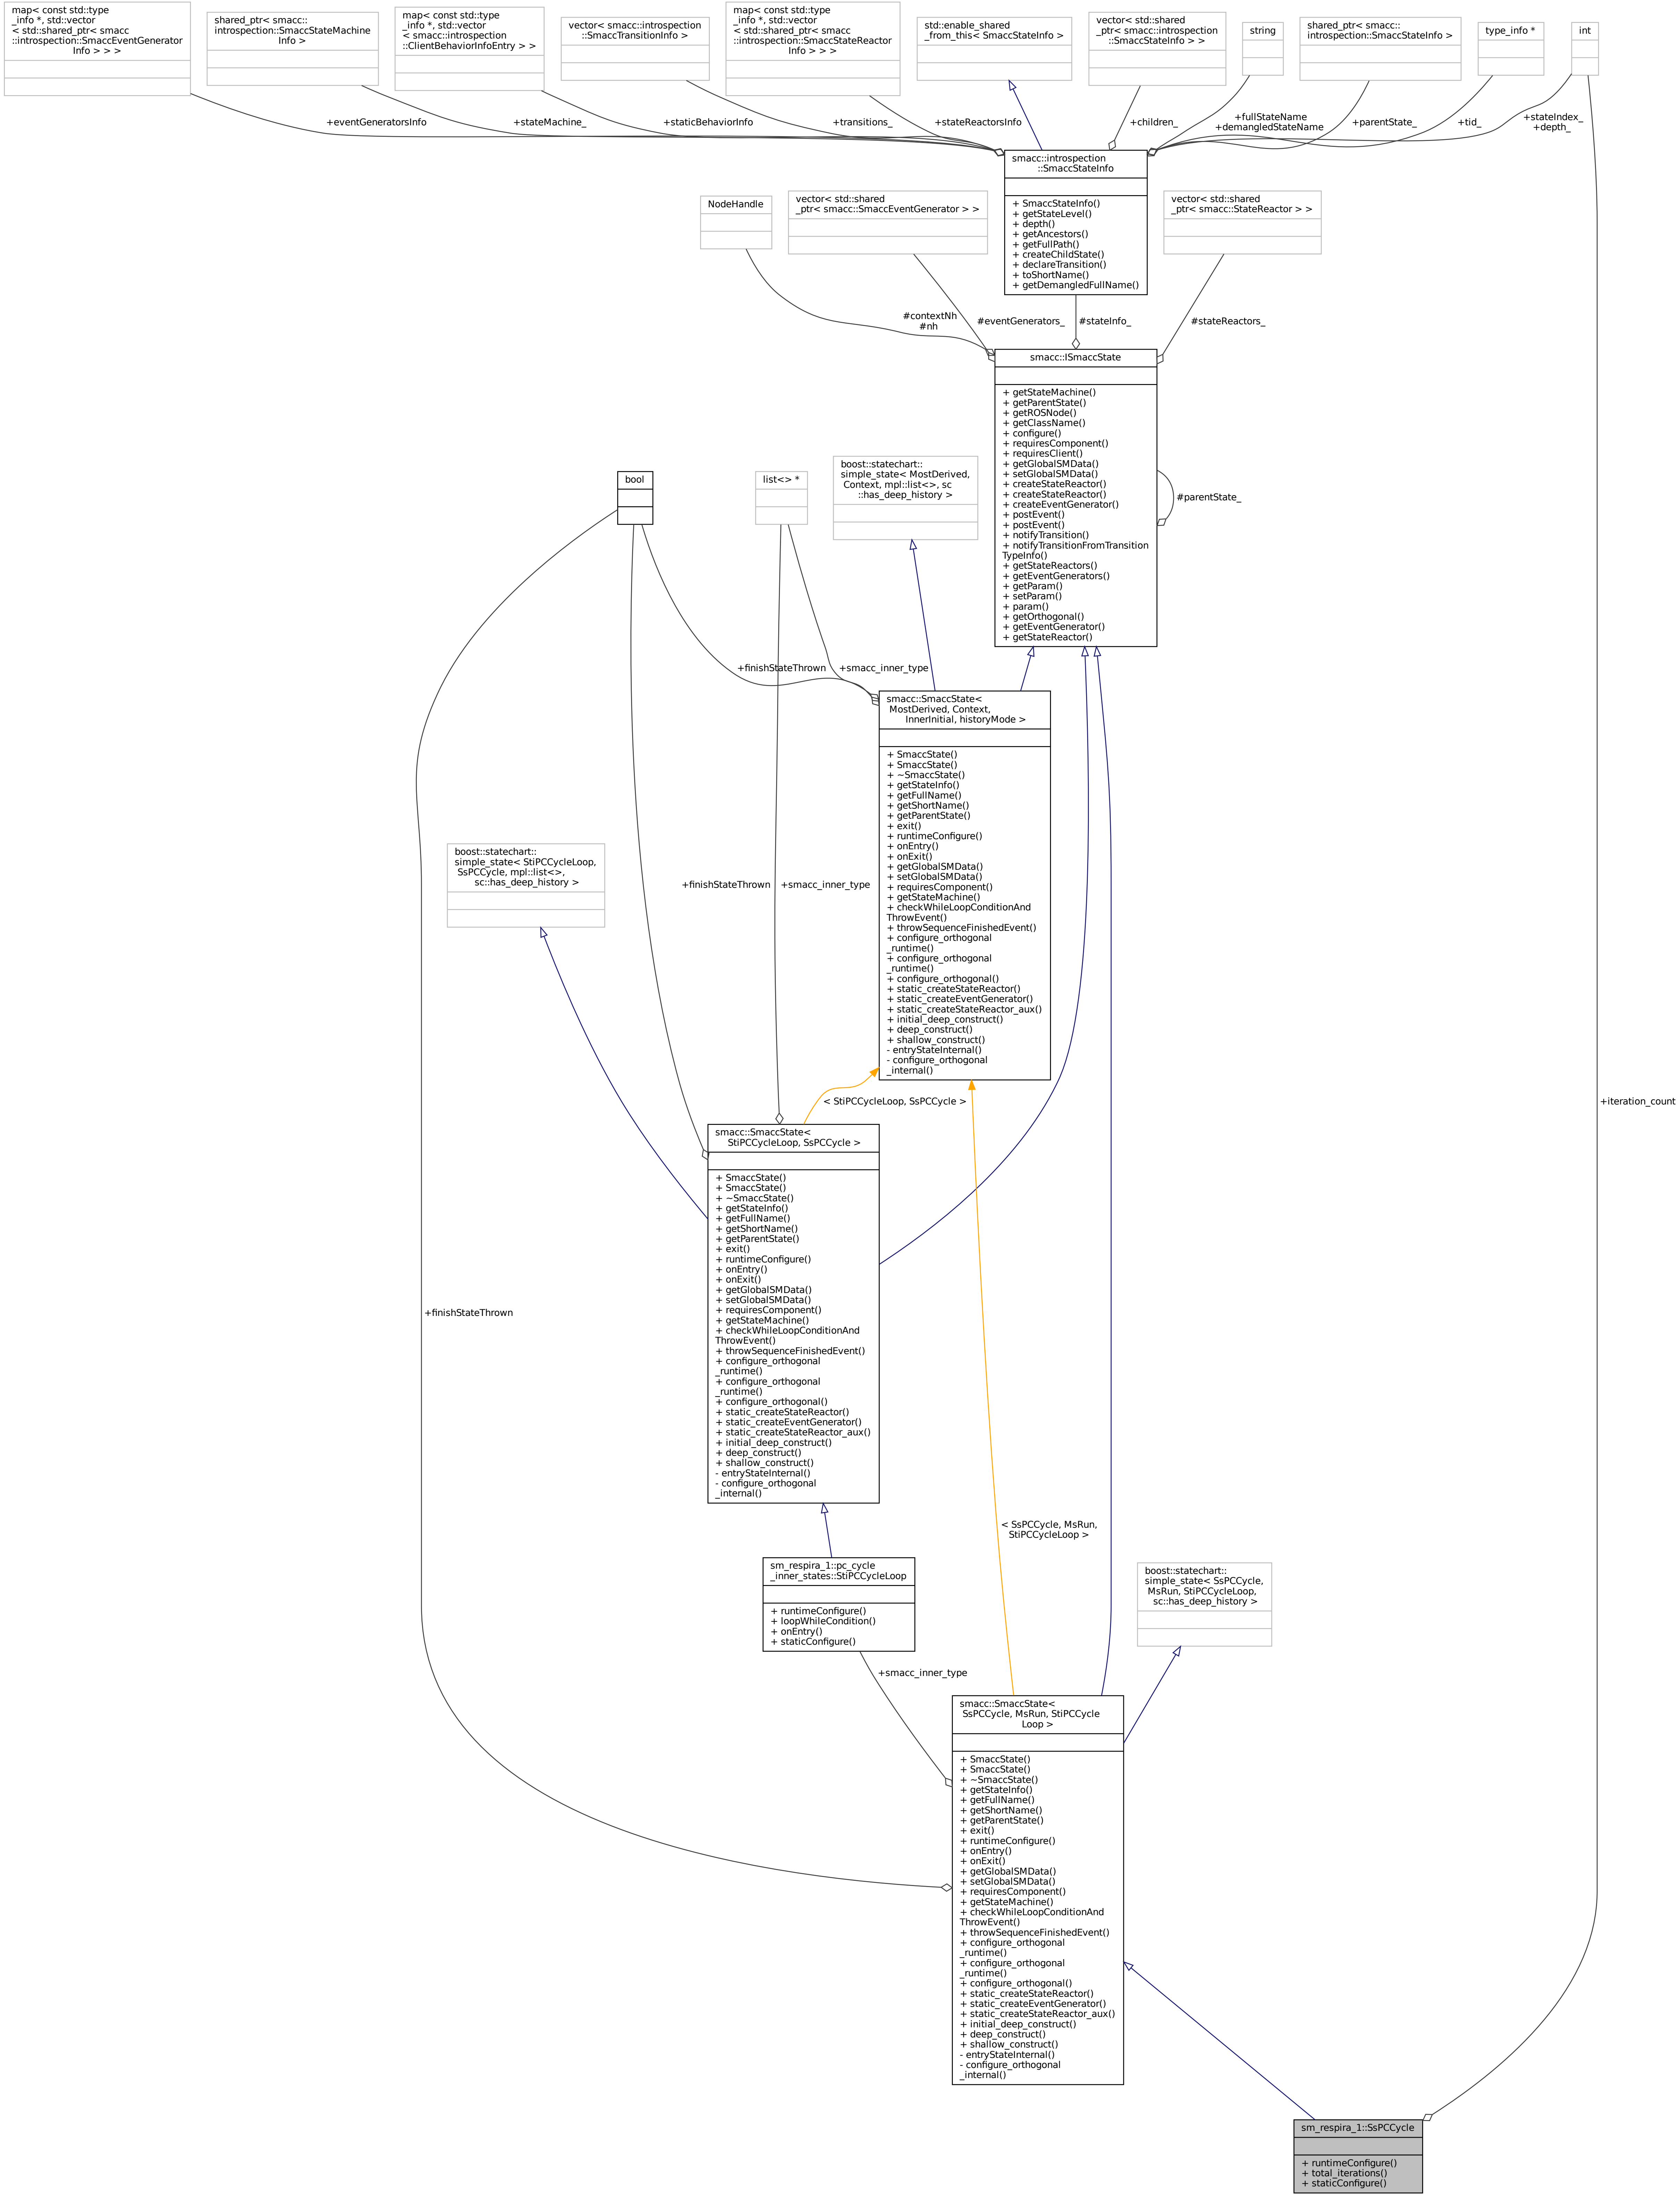 map< const std::type
_info *, std::vector
< std::shared_ptr< smacc
::introspection::SmaccEventGenerator
Info > > >
shared_ptr< smacc::
introspection::SmaccStateMachine
Info >
map< const std::type
_info *, std::vector
< smacc::introspection
::ClientBehaviorInfoEntry > >
vector< smacc::introspection
::SmaccTransitionInfo >
map< const std::type
_info *, std::vector
< std::shared_ptr< smacc
::introspection::SmaccStateReactor
Info > > >
std::enable_shared
_from_this< SmaccStateInfo >
vector< std::shared
_ptr< smacc::introspection
::SmaccStateInfo > >
string
shared_ptr< smacc::
introspection::SmaccStateInfo >
type_info *
int
+eventGeneratorsInfo
+stateMachine_
+staticBehaviorInfo
+transitions_
+stateReactorsInfo
+children_
+fullStateName
+demangledStateName
+parentState_
+tid_
+stateIndex_
+depth_
smacc::introspection
::SmaccStateInfo
+ SmaccStateInfo()
+ getStateLevel()
+ depth()
+ getAncestors()
+ getFullPath()
+ createChildState()
+ declareTransition()
+ toShortName()
+ getDemangledFullName()
NodeHandle
vector< std::shared
_ptr< smacc::SmaccEventGenerator > >
vector< std::shared
_ptr< smacc::StateReactor > >
#contextNh
#nh
#eventGenerators_
#stateInfo_
#stateReactors_
smacc::ISmaccState
+ getStateMachine()
+ getParentState()
+ getROSNode()
+ getClassName()
+ configure()
+ requiresComponent()
+ requiresClient()
+ getGlobalSMData()
+ setGlobalSMData()
+ createStateReactor()
+ createStateReactor()
+ createEventGenerator()
+ postEvent()
+ postEvent()
+ notifyTransition()
+ notifyTransitionFromTransition
TypeInfo()
+ getStateReactors()
+ getEventGenerators()
+ getParam()
+ setParam()
+ param()
+ getOrthogonal()
+ getEventGenerator()
+ getStateReactor()
#parentState_
bool
list<> *
boost::statechart::
simple_state< MostDerived,
Context, mpl::list<>, sc
::has_deep_history >
+finishStateThrown
+smacc_inner_type
smacc::SmaccState<
MostDerived, Context,
InnerInitial, historyMode >
+ SmaccState()
+ SmaccState()
+ ~SmaccState()
+ getStateInfo()
+ getFullName()
+ getShortName()
+ getParentState()
+ exit()
+ runtimeConfigure()
+ onEntry()
+ onExit()
+ getGlobalSMData()
+ setGlobalSMData()
+ requiresComponent()
+ getStateMachine()
+ checkWhileLoopConditionAnd
ThrowEvent()
+ throwSequenceFinishedEvent()
+ configure_orthogonal
_runtime()
+ configure_orthogonal
_runtime()
+ configure_orthogonal()
+ static_createStateReactor()
+ static_createEventGenerator()
+ static_createStateReactor_aux()
+ initial_deep_construct()
+ deep_construct()
+ shallow_construct()
- entryStateInternal()
- configure_orthogonal
_internal()
boost::statechart::
simple_state< StiPCCycleLoop,
SsPCCycle, mpl::list<>,
sc::has_deep_history >
+finishStateThrown
+smacc_inner_type
< StiPCCycleLoop, SsPCCycle >
+iteration_count
smacc::SmaccState<
StiPCCycleLoop, SsPCCycle >
+ SmaccState()
+ SmaccState()
+ ~SmaccState()
+ getStateInfo()
+ getFullName()
+ getShortName()
+ getParentState()
+ exit()
+ runtimeConfigure()
+ onEntry()
+ onExit()
+ getGlobalSMData()
+ setGlobalSMData()
+ requiresComponent()
+ getStateMachine()
+ checkWhileLoopConditionAnd
ThrowEvent()
+ throwSequenceFinishedEvent()
+ configure_orthogonal
_runtime()
+ configure_orthogonal
_runtime()
+ configure_orthogonal()
+ static_createStateReactor()
+ static_createEventGenerator()
+ static_createStateReactor_aux()
+ initial_deep_construct()
+ deep_construct()
+ shallow_construct()
- entryStateInternal()
- configure_orthogonal
_internal()
+finishStateThrown
< SsPCCycle, MsRun,
StiPCCycleLoop >
sm_respira_1::pc_cycle
_inner_states::StiPCCycleLoop
+ runtimeConfigure()
+ loopWhileCondition()
+ onEntry()
+ staticConfigure()
boost::statechart::
simple_state< SsPCCycle,
MsRun, StiPCCycleLoop,
sc::has_deep_history >
+smacc_inner_type
smacc::SmaccState<
SsPCCycle, MsRun, StiPCCycle
Loop >
+ SmaccState()
+ SmaccState()
+ ~SmaccState()
+ getStateInfo()
+ getFullName()
+ getShortName()
+ getParentState()
+ exit()
+ runtimeConfigure()
+ onEntry()
+ onExit()
+ getGlobalSMData()
+ setGlobalSMData()
+ requiresComponent()
+ getStateMachine()
+ checkWhileLoopConditionAnd
ThrowEvent()
+ throwSequenceFinishedEvent()
+ configure_orthogonal
_runtime()
+ configure_orthogonal
_runtime()
+ configure_orthogonal()
+ static_createStateReactor()
+ static_createEventGenerator()
+ static_createStateReactor_aux()
+ initial_deep_construct()
+ deep_construct()
+ shallow_construct()
- entryStateInternal()
- configure_orthogonal
_internal()
sm_respira_1::SsPCCycle
+ runtimeConfigure()
+ total_iterations()
+ staticConfigure()